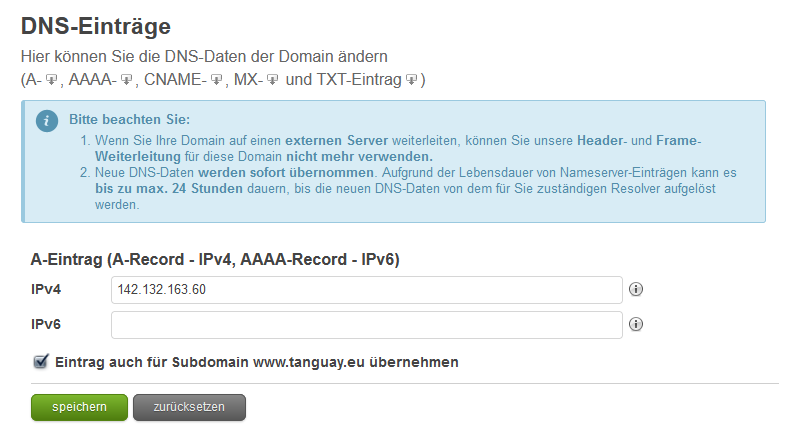 DNS-Einträge
Hier können Sie die DNS-Daten der Domain ändern
(A- , AAAA- , CNAME- , MX- und TXT-Eintrag )
Bitte beachten Sie:
1. Wenn Sie Ihre Domain auf einen externen Server weiterleiten, können Sie unsere Header- und Frame-
Weiterleitung für diese Domain nicht mehr verwenden.
2. Neue DNS-Daten werden sofort übernommen. Aufgrund der Lebensdauer von Nameserver-Einträgen kann es
bis zu max. 24 Stunden dauern, bis die neuen DNS-Daten von dem für Sie zuständigen Resolver aufgelöst
werden.
A-Eintrag (A-Record - IPv4, AAAA-Record - IPv6)
IPv4 142.132.163.60
IPv6
Eintrag auch für Subdomain www.tanguay.eu übernehmen
speichern zurücksetzen